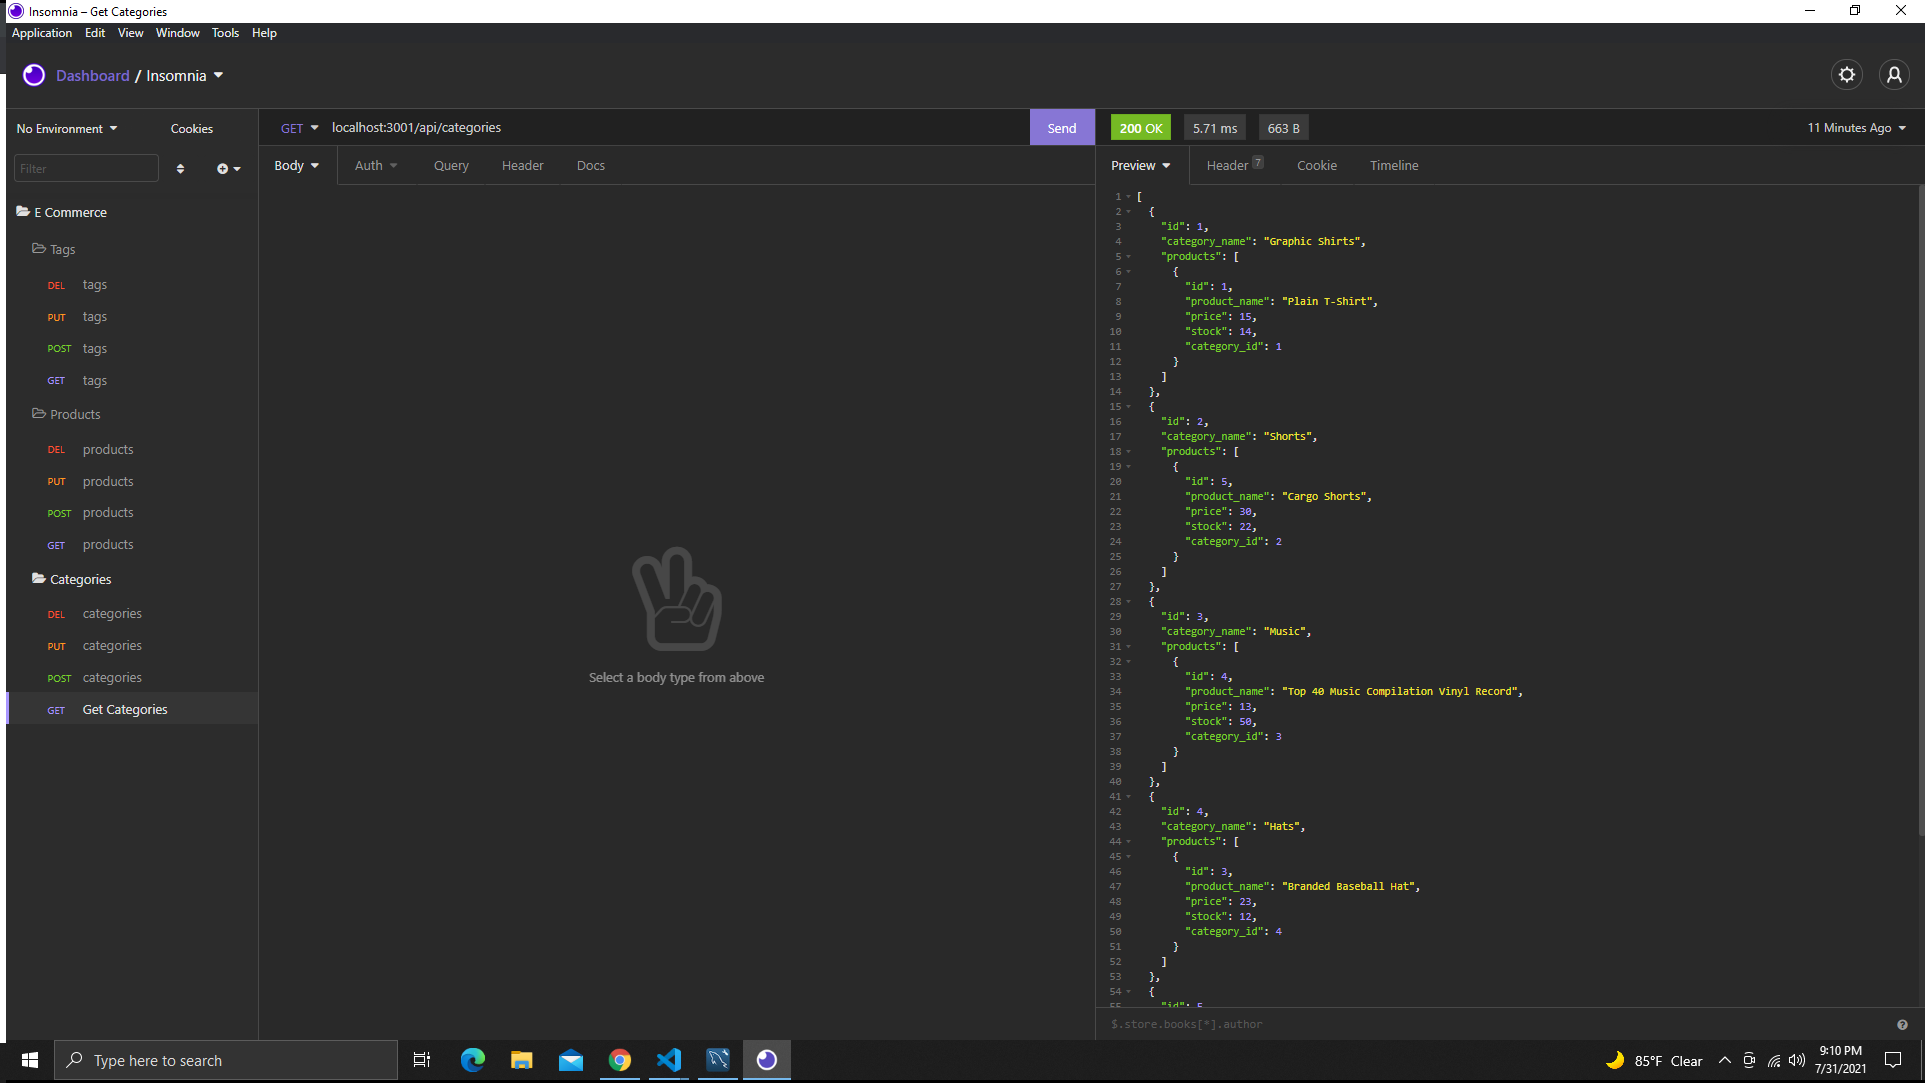 Insomnia – Get Categories
Application Edit View Window Tools Help
Dashboard / Insomnia
No Environment Cookies
Filter
E Commerce
Tags
DEL tags
PUT tags
POST tags
GET tags
Products
DEL products
PUT products
POST products
GET products
Categories
DEL categories
PUT categories
POST categories
GET Get Categories
GET localhost:3001/api/categories Send
Body Auth Query Header Docs
Select a body type from above
200 OK 5.71 ms 663 B 11 Minutes Ago
Preview Header 7 Cookie Timeline
1 [
2 {
3 "id": 1,
4 "category_name": "Graphic Shirts",
5 "products": [
6 {
7 "id": 1,
8 "product_name": "Plain T-Shirt",
9 "price": 15,
10 "stock": 14,
11 "category_id": 1
12 }
13 ]
14 },
15 {
16 "id": 2,
17 "category_name": "Shorts",
18 "products": [
19 {
20 "id": 5,
21 "product_name": "Cargo Shorts",
22 "price": 30,
23 "stock": 22,
24 "category_id": 2
25 }
26 ]
27 },
28 {
29 "id": 3,
30 "category_name": "Music",
31 "products": [
32 {
33 "id": 4,
34 "product_name": "Top 40 Music Compilation Vinyl Record",
35 "price": 13,
36 "stock": 50,
37 "category_id": 3
38 }
39 ]
40 },
41 {
42 "id": 4,
43 "category_name": "Hats",
44 "products": [
45 {
46 "id": 3,
47 "product_name": "Branded Baseball Hat",
48 "price": 23,
49 "stock": 12,
50 "category_id": 4
51 }
52 ]
53 },
54 {
55 "id": 5
$.store.books[*].author
Type here to search
85°F Clear
9:10 PM
7/31/2021